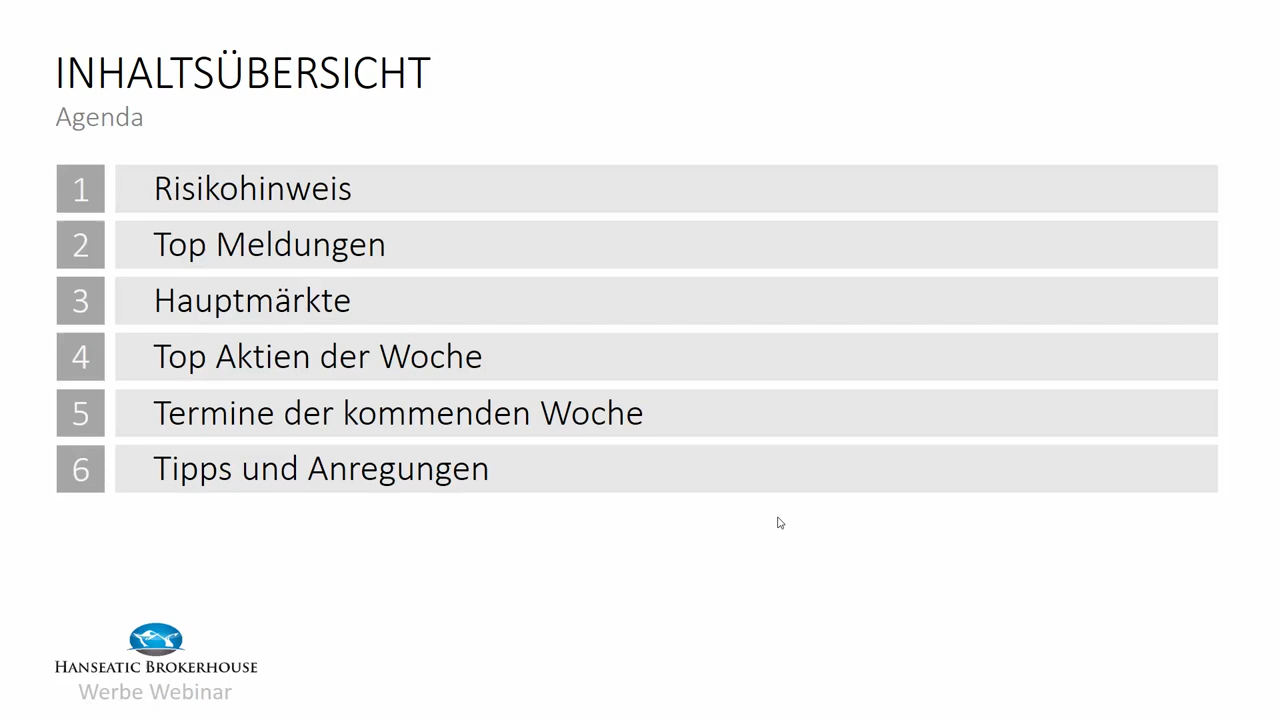 INHALTSÜBERSICHT
Agenda
1 Risikohinweis
2 Top Meldungen
3 Hauptmärkte
4 Top Aktien der Woche
5 Termine der kommenden Woche
6 Tipps und Anregungen
HANSEATIC BROKERHOUSE
Werbe Webinar